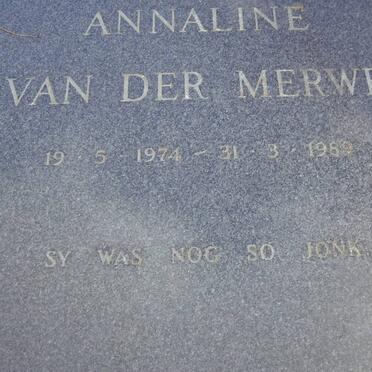 ANNALINE
VAN DER MERWE
19 · 5 · 1974 – 31 · 3 · 1989
SY WAS NOG SO JONK